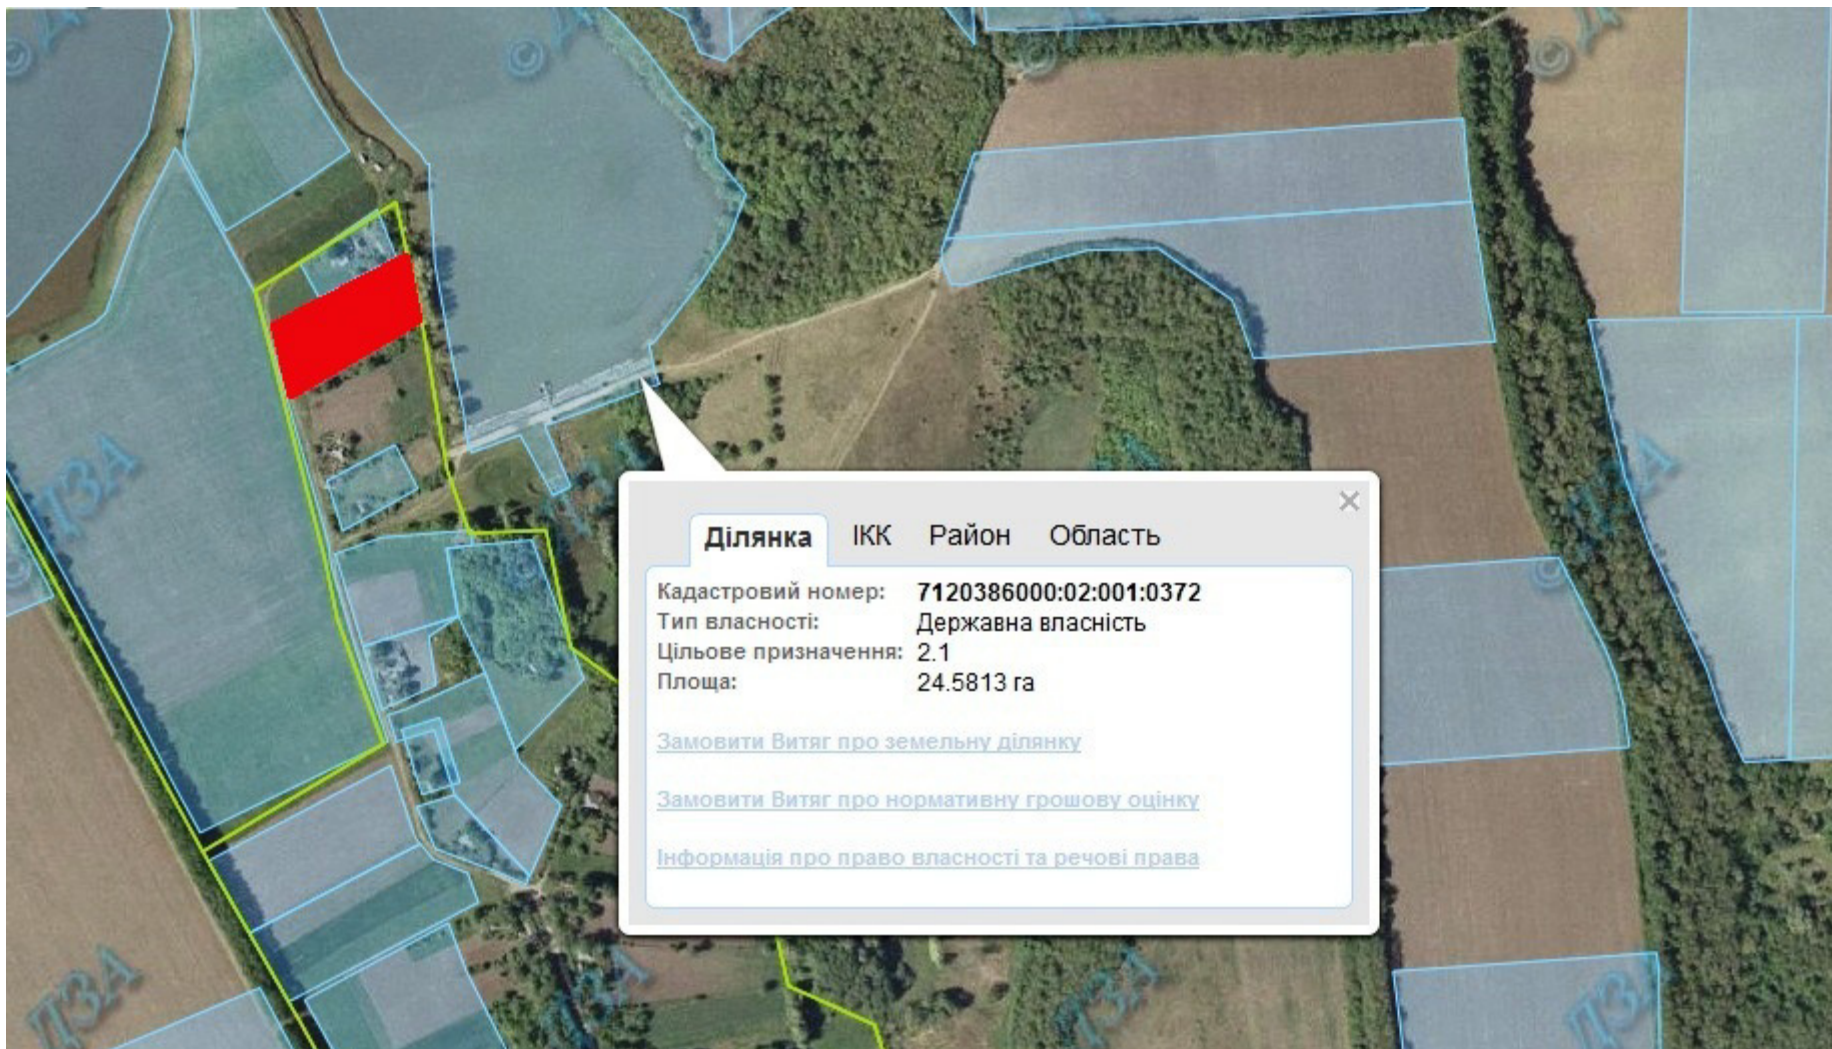 Ділянка ІКК Район Область
Кадастровий номер: 7120386000:02:001:0372
Тип власності: Державна власність
Цільове призначення: 2.1
Площа: 24.5813 га
Замовити Витяг про земельну ділянку
Замовити Витяг про нормативну грошову оцінку
Інформація про право власності та речові права